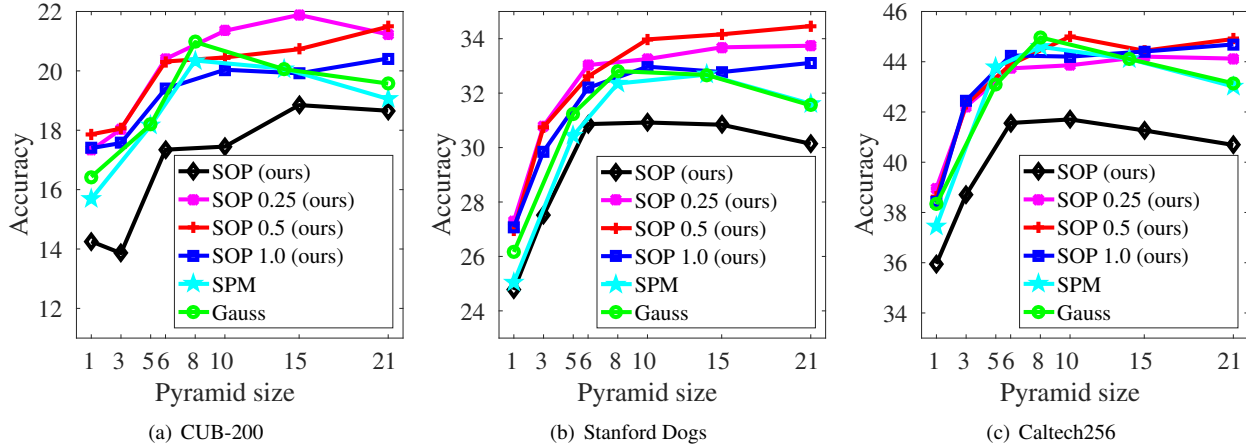 22
20
18
16
14
12
Accuracy
SOP (ours)
SOP 0.25 (ours)
SOP 0.5 (ours)
SOP 1.0 (ours)
SPM
Gauss
1 3 5 6 8 10 15 21
Pyramid size
(a) CUB-200
34
32
30
28
26
24
Accuracy
SOP (ours)
SOP 0.25 (ours)
SOP 0.5 (ours)
SOP 1.0 (ours)
SPM
Gauss
1 3 5 6 8 10 15 21
Pyramid size
(b) Stanford Dogs
46
44
42
40
38
36
34
Accuracy
SOP (ours)
SOP 0.25 (ours)
SOP 0.5 (ours)
SOP 1.0 (ours)
SPM
Gauss
1 3 5 6 8 10 15 21
Pyramid size
(c) Caltech256